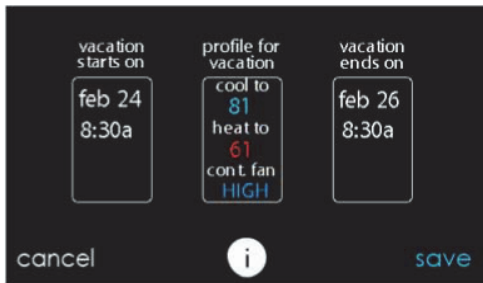 vacation
starts on
feb 24
8:30a
profile for
vacation
cool to
81
heat to
61
cont. fan
HIGH
vacation
ends on
feb 26
8:30a
cancel
i
save